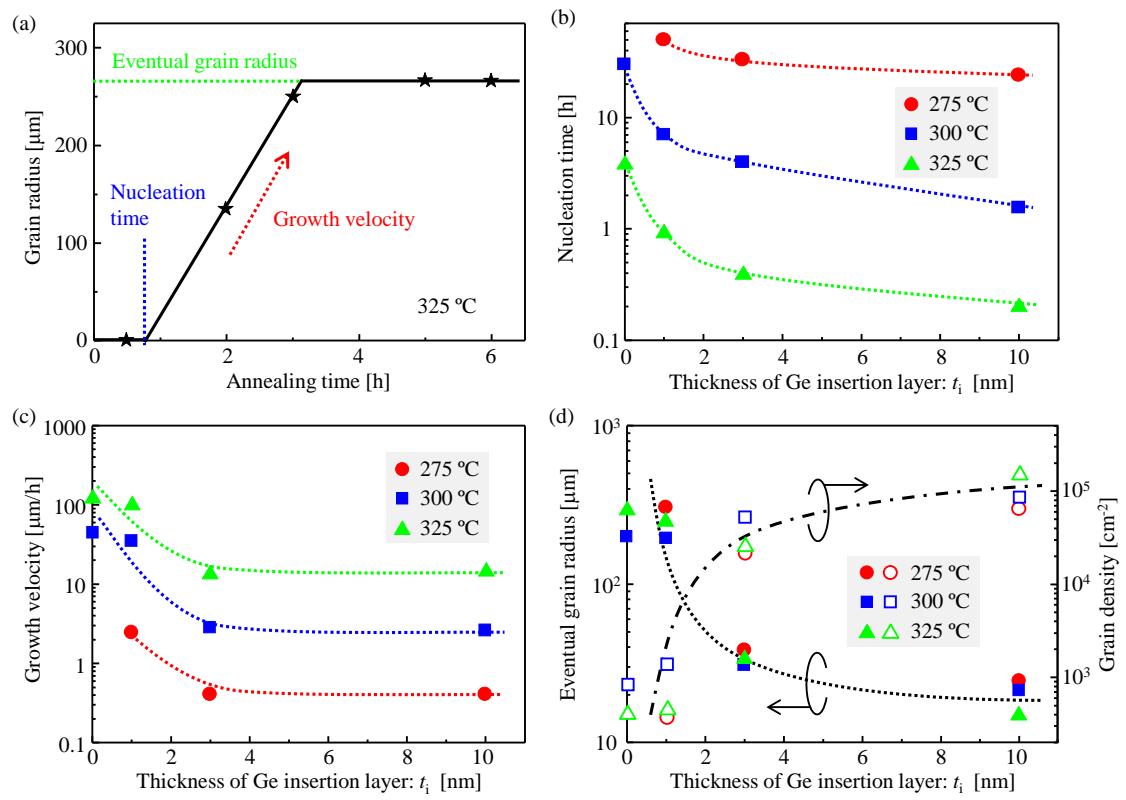 (a)
300
200
100
0
Grain radius [μm]
Eventual grain radius
Nucleation
time
Growth velocity
325 ºC
0 2 4 6
Annealing time [h]
(b)
10
1
0.1
Nucleation time [h]
275 ºC
300 ºC
325 ºC
0 2 4 6 8 10
Thickness of Ge insertion layer: ti [nm]
(c)
1000
100
10
1
0.1
Growth velocity [μm/h]
275 ºC
300 ºC
325 ºC
0 2 4 6 8 10
Thickness of Ge insertion layer: ti [nm]
(d)
10³
10²
10
Eventual grain radius [μm]
275 ºC
300 ºC
325 ºC
10⁵
10⁴
10³
Grain density [cm⁻²]
0 2 4 6 8 10
Thickness of Ge insertion layer: ti [nm]